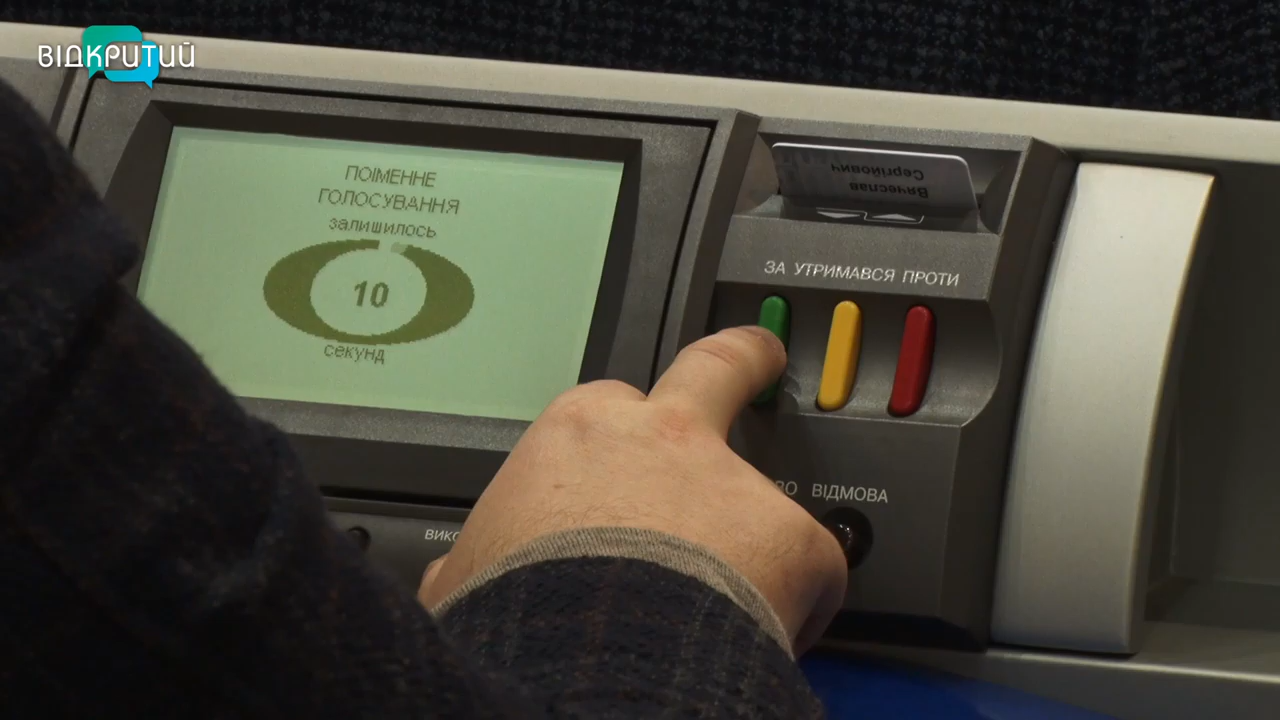 ВІДКРИТИЙ
ПОІМЕННЕ
ГОЛОСУВАННЯ
залишилось
10
секунд
Вячеслав
Сергійович
ЗА УТРИМАВСЯ ПРОТИ
ВІДМОВА